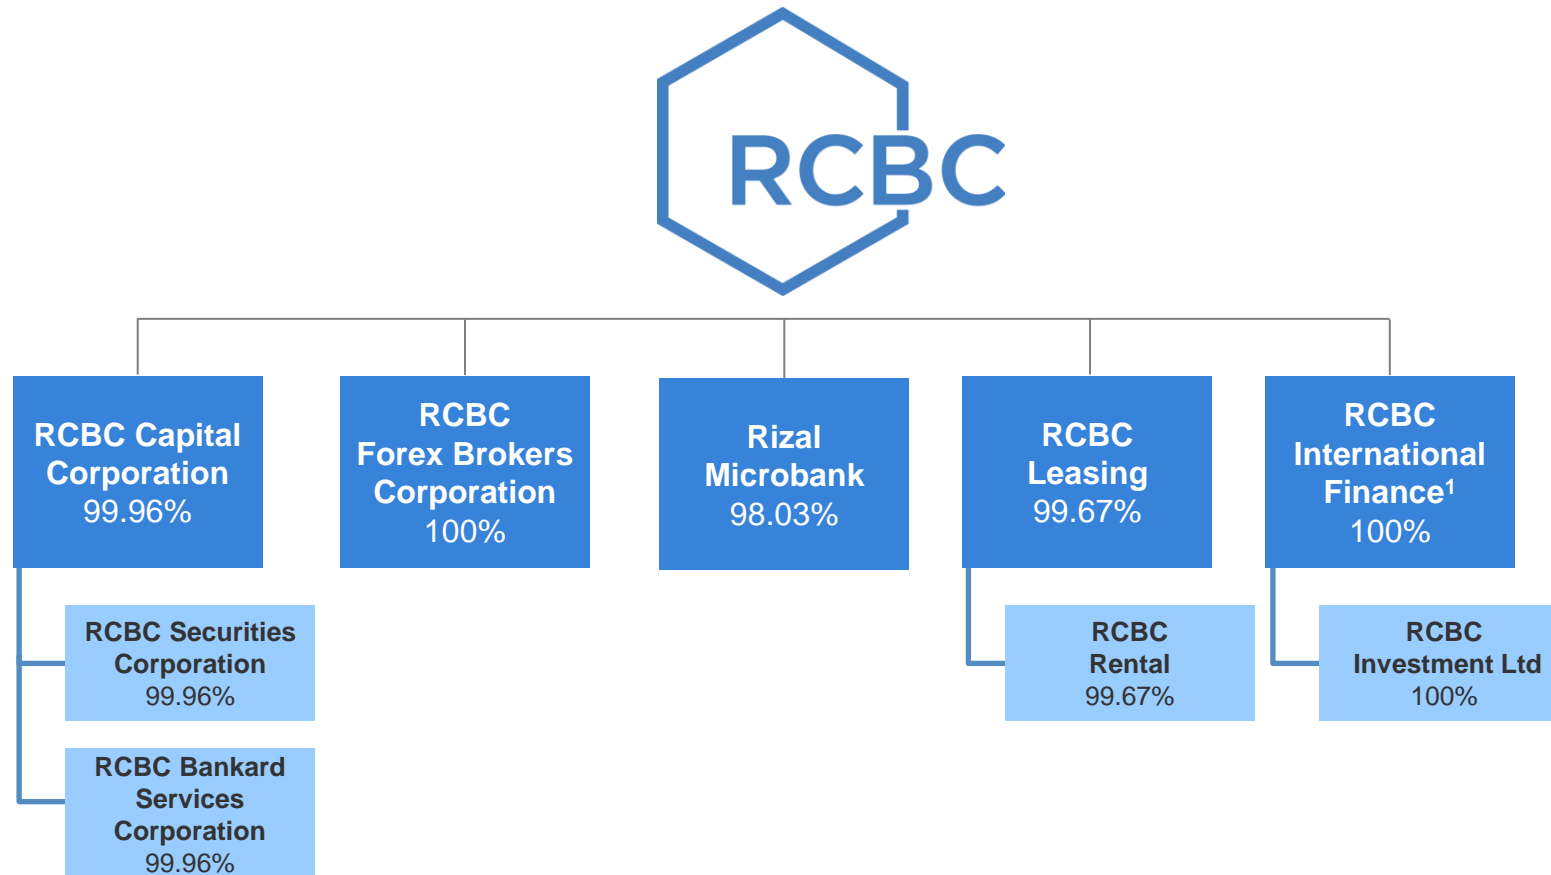 RCBC
RCBC Capital
Corporation
99.96%
RCBC
Forex Brokers
Corporation
100%
Rizal
Microbank
98.03%
RCBC
Leasing
99.67%
RCBC
International
Finance¹
100%
RCBC Securities
Corporation
99.96%
RCBC Bankard
Services
Corporation
99.96%
RCBC
Rental
99.67%
RCBC
Investment Ltd
100%